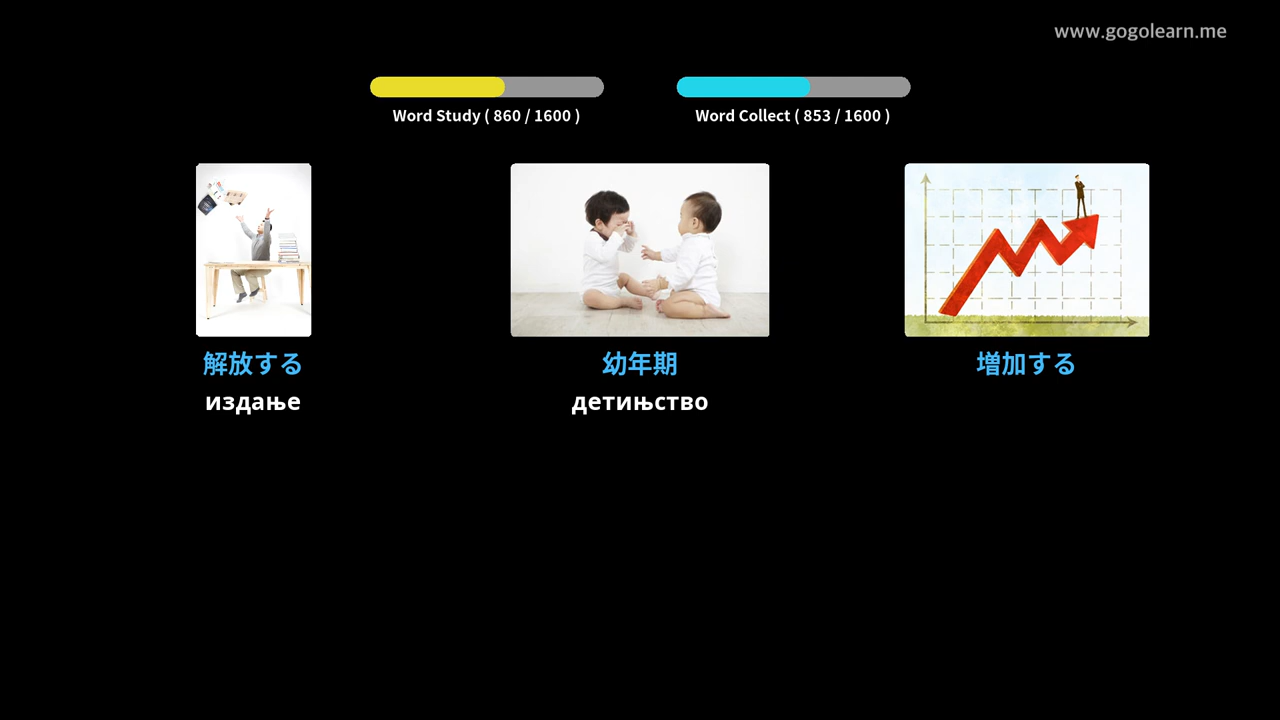 www.gogolearn.me
Word Study ( 860 / 1600 )
Word Collect ( 853 / 1600 )
解放する
幼年期
増加する
издање
детињство